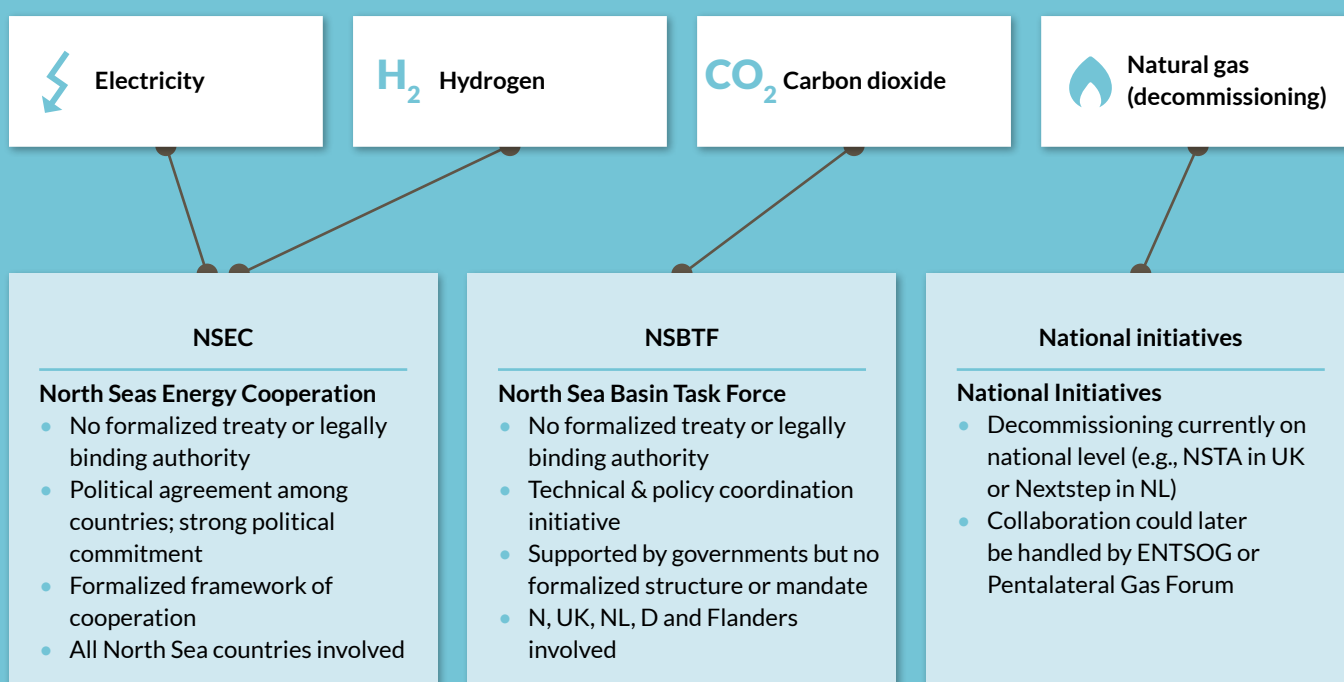 Electricity
H₂ Hydrogen
CO₂ Carbon dioxide
Natural gas
(decommissioning)
NSEC
North Seas Energy Cooperation
• No formalized treaty or legally
binding authority
• Political agreement among
countries; strong political
commitment
• Formalized framework of
cooperation
• All North Sea countries involved
NSBTF
North Sea Basin Task Force
• No formalized treaty or legally
binding authority
• Technical & policy coordination
initiative
• Supported by governments but no
formalized structure or mandate
• N, UK, NL, D and Flanders
involved
National initiatives
National Initiatives
• Decommissioning currently on
national level (e.g., NSTA in UK
or Nextstep in NL)
• Collaboration could later
be handled by ENTSOG or
Pentalateral Gas Forum